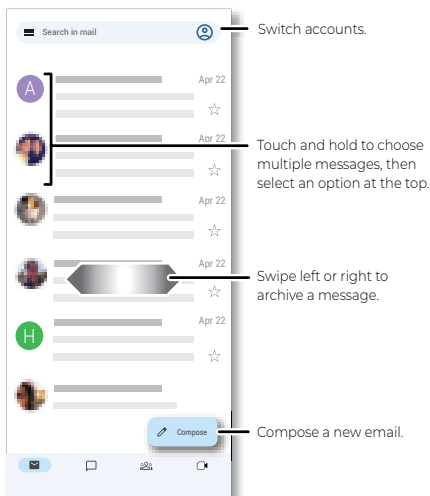 Search in mail
Switch accounts.
A
Apr 22
Apr 22
Touch and hold to choose
multiple messages, then
select an option at the top.
Apr 22
Apr 22
Swipe left or right to
archive a message.
H
Apr 22
Compose
Compose a new email.